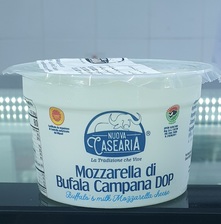 NUOVA
CASEARIA
La Tradizione che Vive
Mozzarella di
Bufala Campana DOP
Buffalo's milk Mozzarella cheese